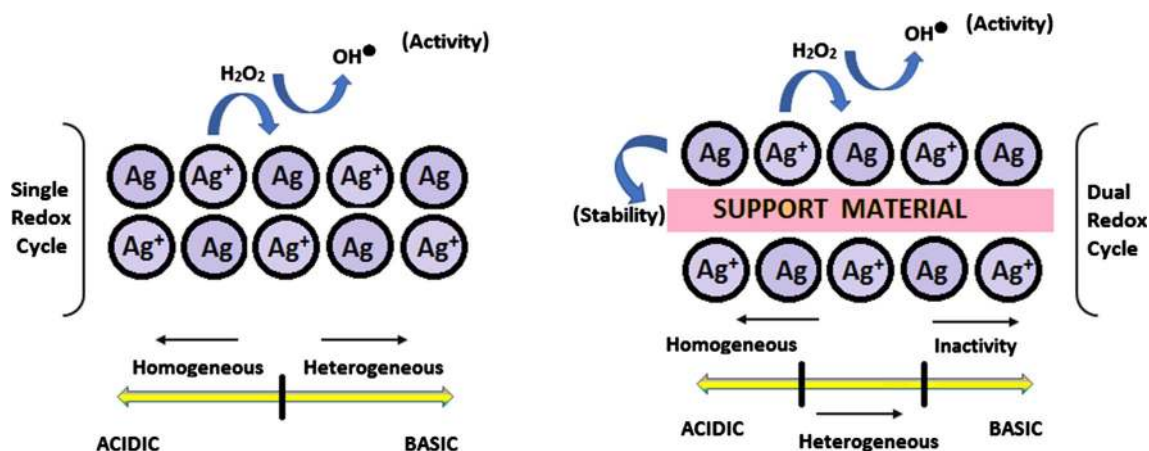 (Activity)
OH●
H₂O₂
Single
Redox
Cycle
Ag Ag⁺ Ag Ag⁺ Ag
Ag⁺ Ag Ag⁺ Ag Ag⁺
Homogeneous Heterogeneous
ACIDIC BASIC
(Activity)
OH●
H₂O₂
Ag Ag⁺ Ag Ag⁺ Ag
(Stability)
SUPPORT MATERIAL
Ag⁺ Ag Ag⁺ Ag Ag⁺
Dual
Redox
Cycle
Homogeneous Inactivity
ACIDIC Heterogeneous BASIC